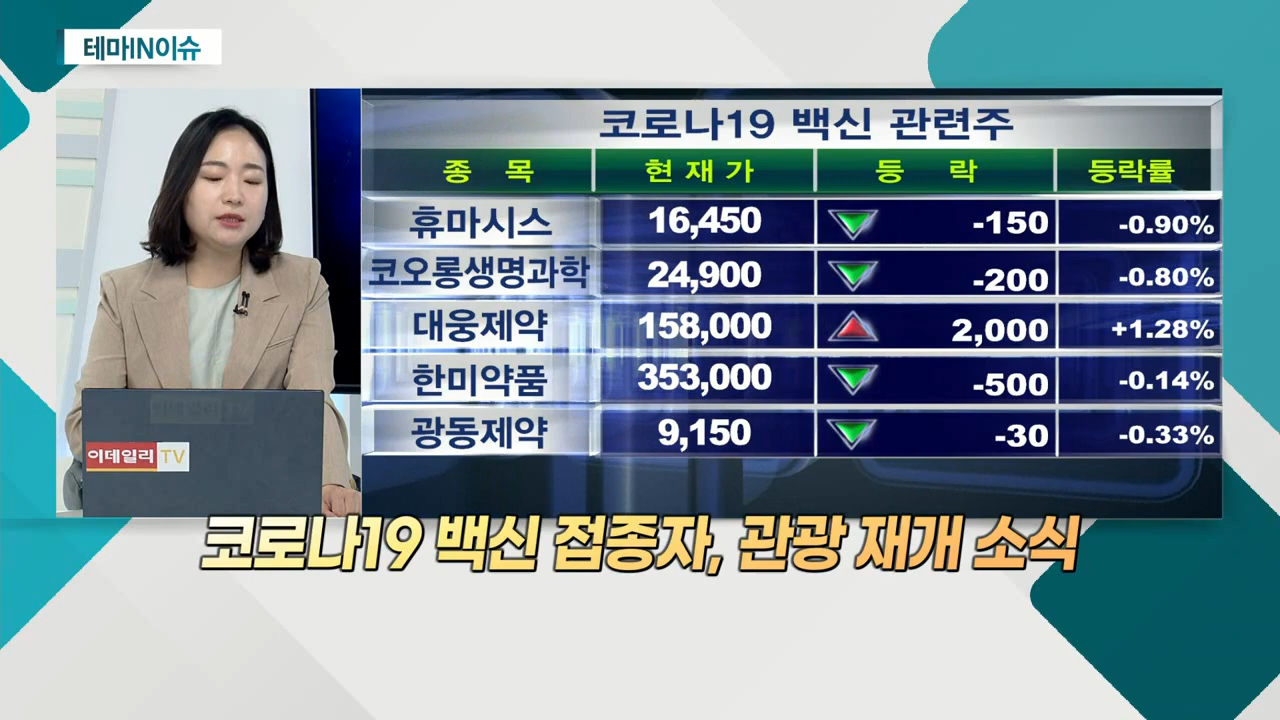 테마IN이슈
코로나19 백신 관련주
종 목 현 재 가 등 락 등락률
휴마시스 16,450 ▼ -150 -0.90%
코오롱생명과학 24,900 ▼ -200 -0.80%
대웅제약 158,000 ▲ 2,000 +1.28%
한미약품 353,000 ▼ -500 -0.14%
광동제약 9,150 ▼ -30 -0.33%
이데일리 TV
코로나19 백신 접종자, 관광 재개 소식